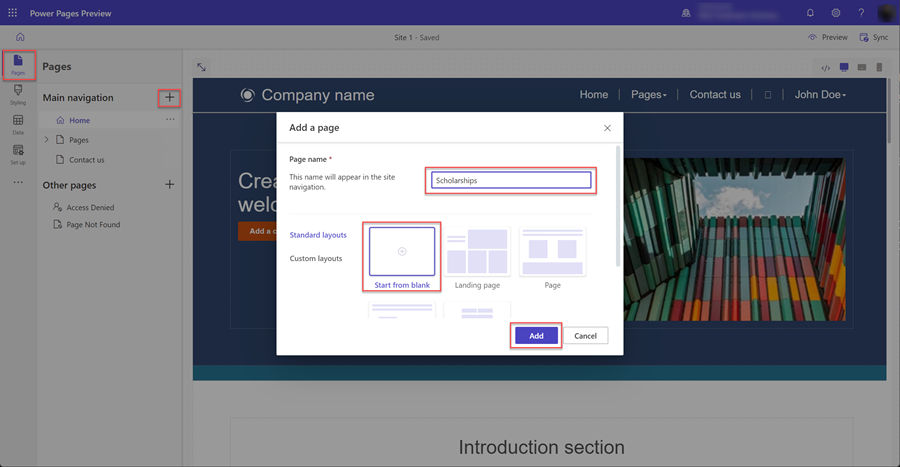 Power Pages Preview
?
Site 1 - Saved
Preview
Sync
Pages
Styling
Data
Set up
Pages
Main navigation
Home
Pages
Contact us
Other pages
Access Denied
Page Not Found
</>
Company name
Home
Pages
Contact us
John Doe
Crea
welco
Add a c
Add a page
Page name *
This name will appear in the site
navigation.
Scholarships
Standard layouts
Custom layouts
Start from blank
Landing page
Page
Add
Cancel
Introduction section